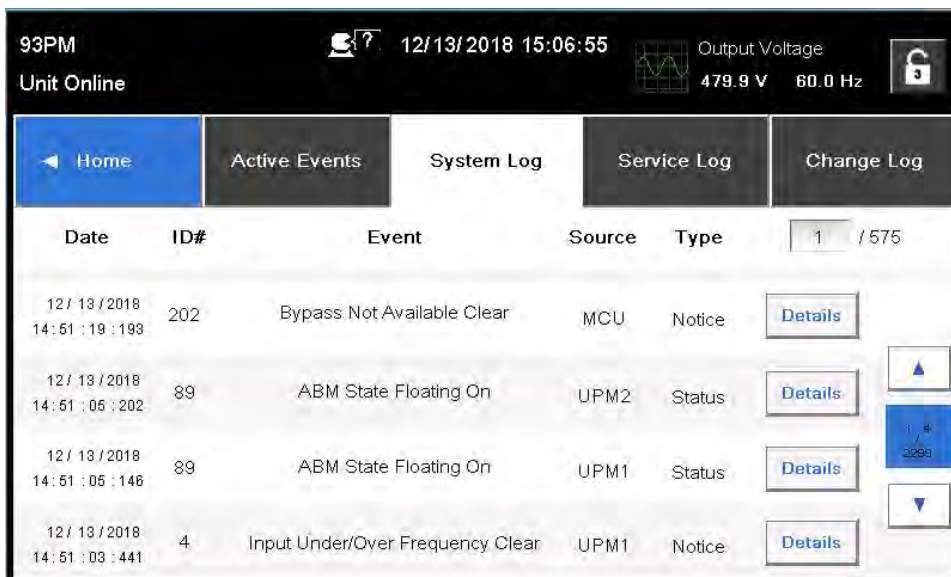 93PM
? 12/13/2018 15:06:55
Output Voltage
Unit Online
479.9 V 60.0 Hz
3
◄ Home Active Events System Log Service Log Change Log
Date ID# Event Source Type 1 / 575
12/ 13 / 2018
14: 51 : 19 : 193
202 Bypass Not Available Clear MCU Notice Details
12/ 13 / 2018
14: 51 : 05 : 202
89 ABM State Floating On UPM2 Status Details
12/ 13 / 2018
14: 51 : 05 : 146
89 ABM State Floating On UPM1 Status Details
12/ 13 / 2018
14: 51 : 03 : 441
4 Input Under/Over Frequency Clear UPM1 Notice Details
▲
/
▼